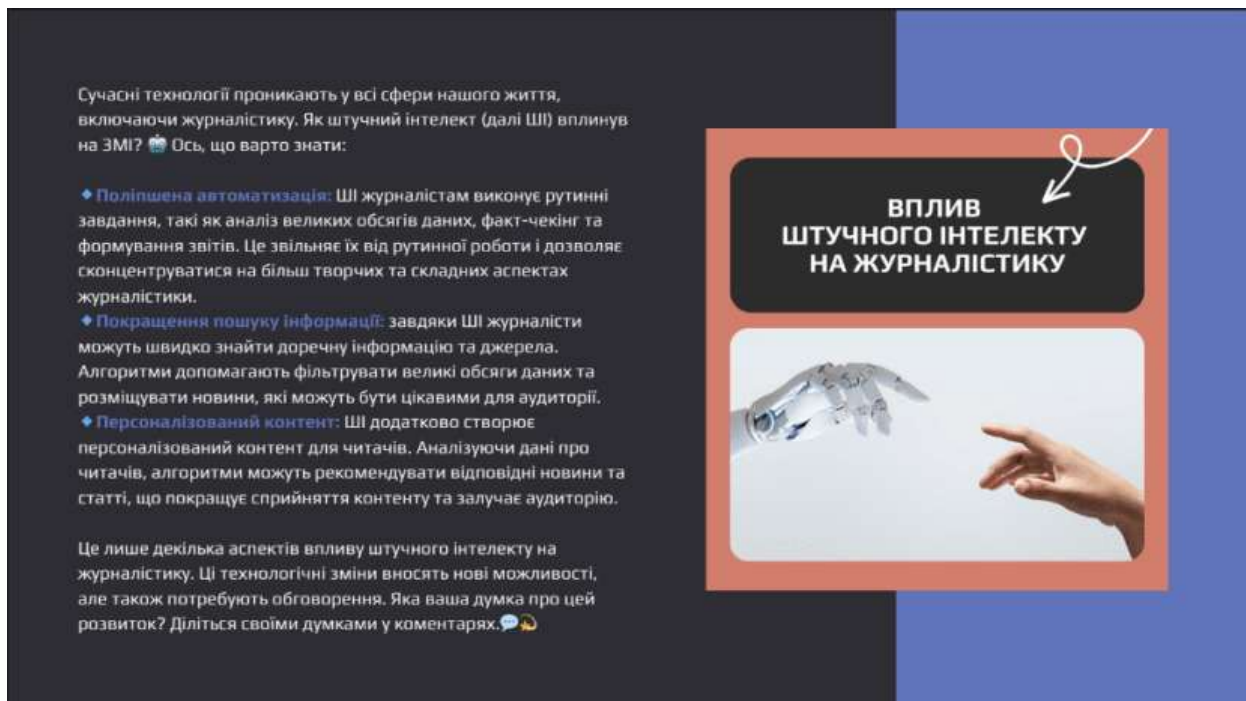 Сучасні технології проникають у всі сфери нашого життя,
включаючи журналістику. Як штучний інтелект (далі ШІ) вплинув
на ЗМІ? 🤖 Ось, що варто знати:
🔹Поліпшена автоматизація: ШІ журналістам виконує рутинні
завдання, такі як аналіз великих обсягів даних, факт-чекінг та
формування звітів. Це звільняє їх від рутинної роботи і дозволяє
сконцентруватися на більш творчих та складних аспектах
журналістики.
🔹Покращення пошуку інформації: завдяки ШІ журналісти
можуть швидко знайти доречну інформацію та джерела.
Алгоритми допомагають фільтрувати великі обсяги даних та
розміщувати новини, які можуть бути цікавими для аудиторії.
🔹Персоналізований контент: ШІ додатково створює
персоналізований контент для читачів. Аналізуючи дані про
читачів, алгоритми можуть рекомендувати відповідні новини та
статті, що покращує сприйняття контенту та залучає аудиторію.
Це лише декілька аспектів впливу штучного інтелекту на
журналістику. Ці технологічні зміни вносять нові можливості,
але також потребують обговорення. Яка ваша думка про цей
розвиток? Діліться своїми думками у коментарях.💬💫
ВПЛИВ
ШТУЧНОГО ІНТЕЛЕКТУ
НА ЖУРНАЛІСТИКУ